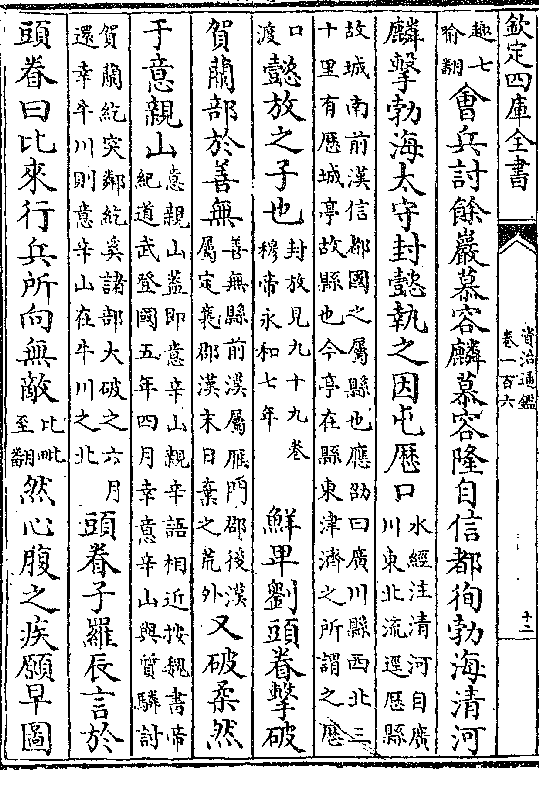 欽定四庫全書
資治通鑑
卷一百六
十二
趣七
喻翻
會兵討餘巖慕容麟慕容隆自信都徇勃海清河
麟擊勃海太守封懿執之因屯歷口
水經注清河自廣
川東北流逕歷縣
故城南前漢信都國之屬縣也應劭曰廣川縣西北三
十里有歷城亭故縣也今亭在縣東津濟之所謂之歷
口
渡
懿放之子也
封放見九十九卷
穆帝永和七年
鮮卑劉頭眷擊破
賀蘭部於善無
善無縣前漢屬鴈門郡後漢
屬定襄郡漢末日棄之荒外
又破柔然
于意親山
意親山蓋即意辛山親辛語相近按魏書帝
紀道武登國五年四月幸意辛山與賀驎討
賀蘭紇突鄰紇奚諸部大破之六月
還幸牛川則意辛山在牛川之北
頭眷子羅辰言於
頭眷曰比來行兵所向無敵
比毗
至翻
然心腹之疾願早圖